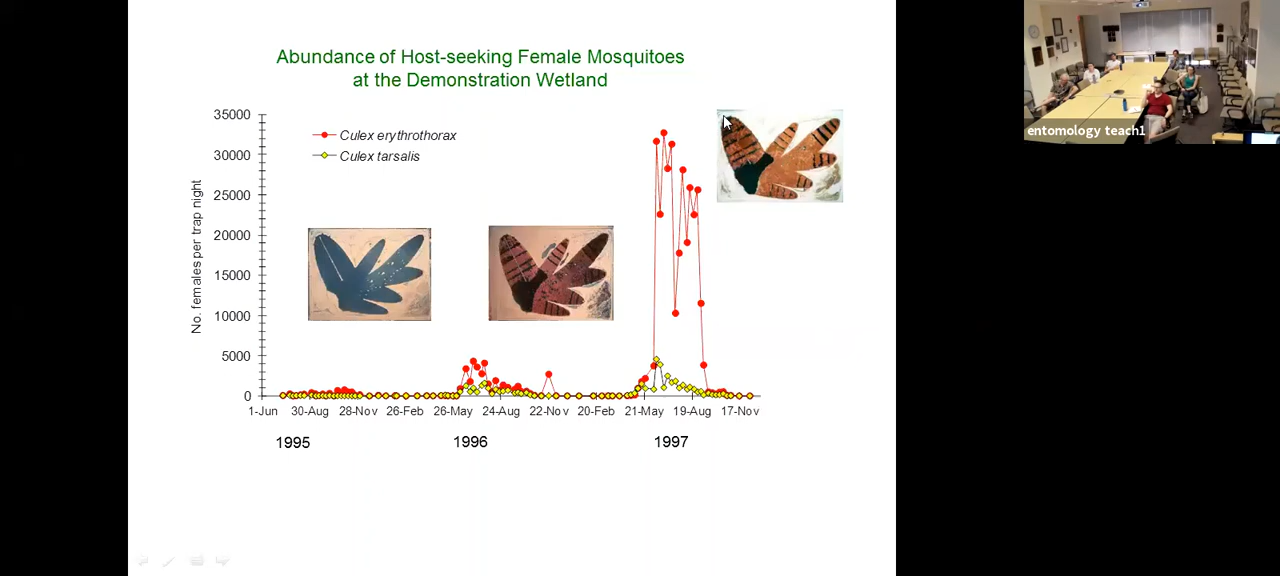 Abundance of Host-seeking Female Mosquitoes
at the Demonstration Wetland
No. females per trap night
35000
30000
25000
20000
15000
10000
5000
0
Culex erythrothorax
Culex tarsalis
1-Jun 30-Aug 28-Nov 26-Feb 26-May 24-Aug 22-Nov 20-Feb 21-May 19-Aug 17-Nov
1995 1996 1997
entomology teach1